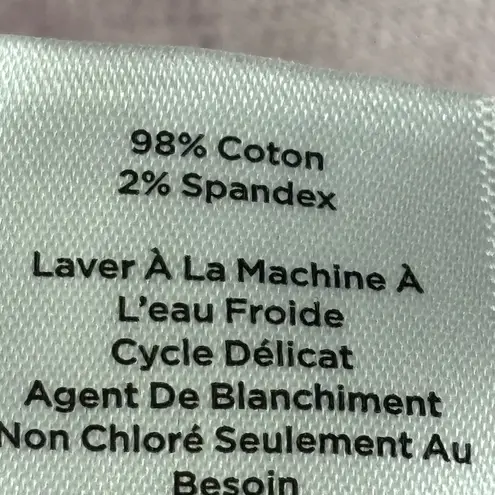 98% Coton
2% Spandex
Laver À La Machine À
L'eau Froide
Cycle Délicat
Agent De Blanchiment
Non Chloré Seulement Au
Besoin